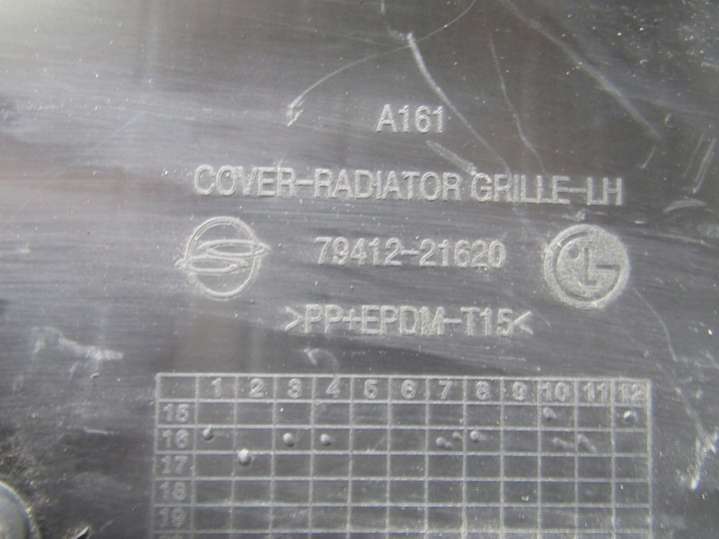 A161
COVER-RADIATOR GRILLE-LH
79412-21620
LG
>PP+EPDM-T15<
1 2 3 4 5 6 7 8 9 10 11 12
15
16
17
18
19